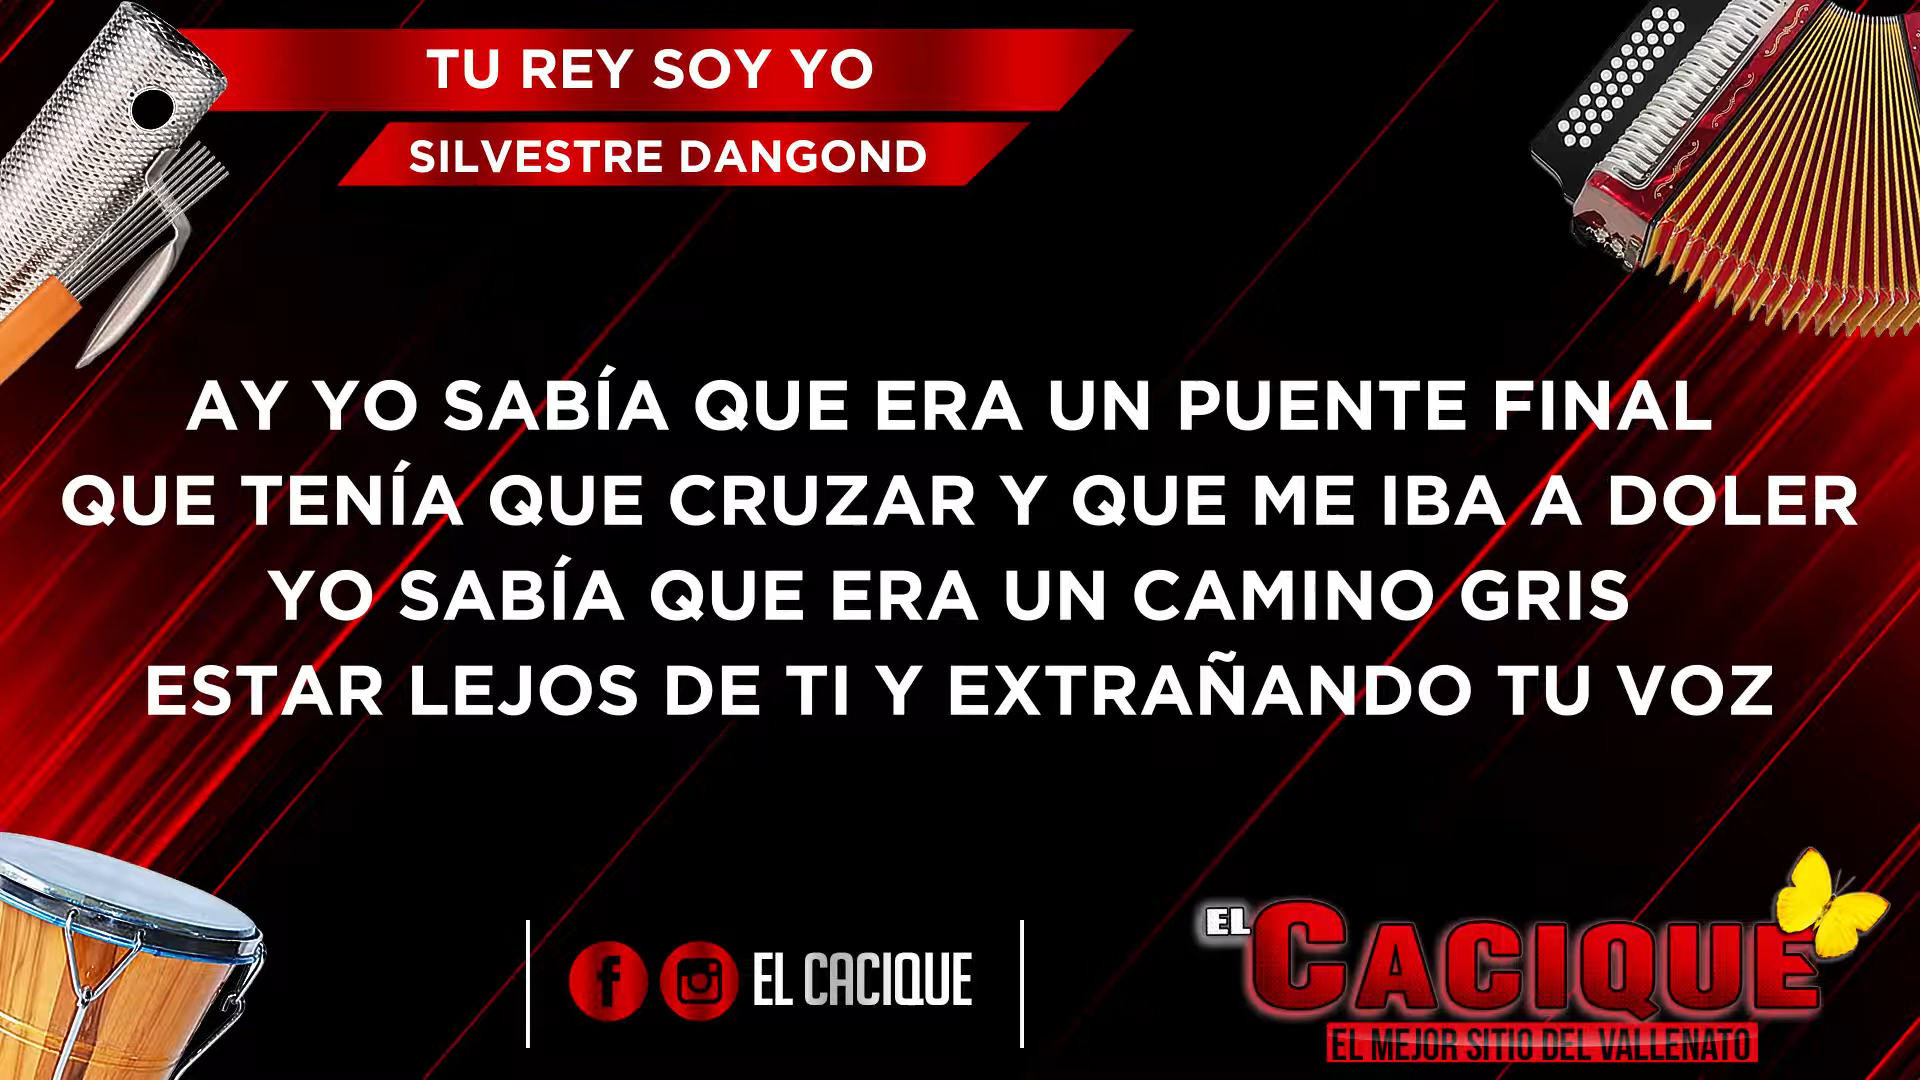 TU REY SOY YO
SILVESTRE DANGOND
AY YO SABÍA QUE ERA UN PUENTE FINAL
QUE TENÍA QUE CRUZAR Y QUE ME IBA A DOLER
YO SABÍA QUE ERA UN CAMINO GRIS
ESTAR LEJOS DE TI Y EXTRAÑANDO TU VOZ
EL CACIQUE
EL CACIQUE
EL MEJOR SITIO DEL VALLENATO